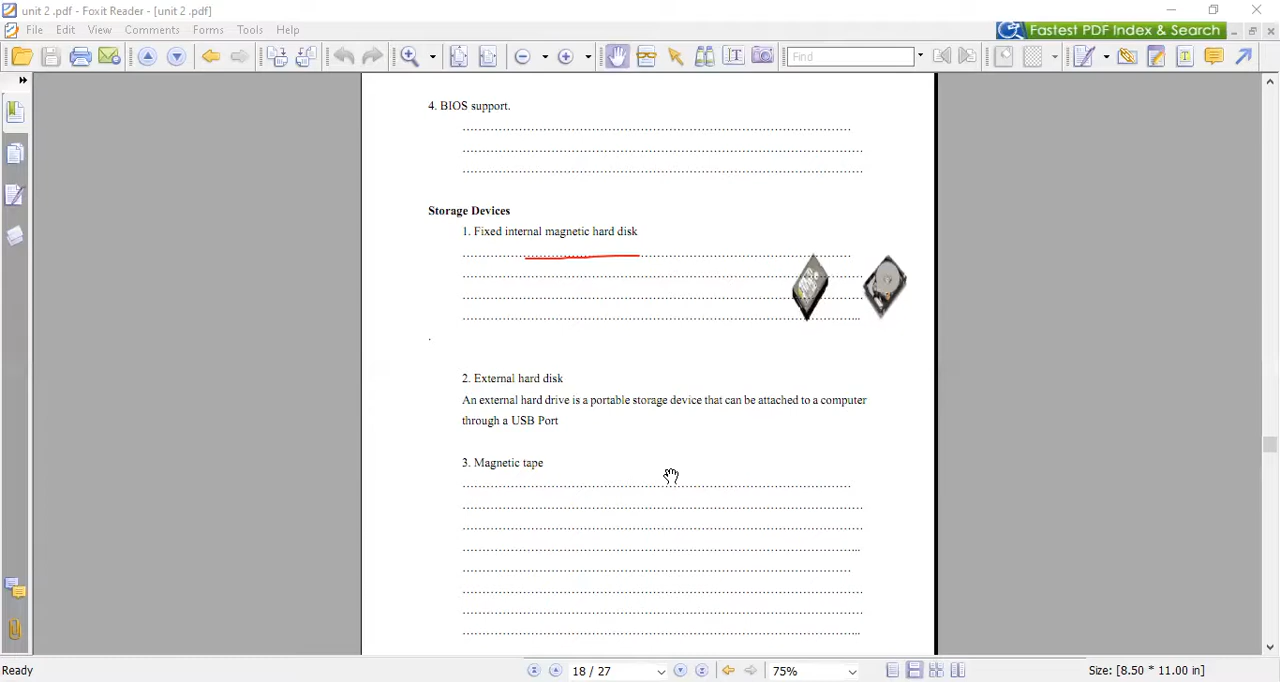 unit 2 .pdf - Foxit Reader - [unit 2 .pdf]
File Edit View Comments Forms Tools Help
Fastest PDF Index & Search
Find
4. BIOS support.
....................................................................................................
.......................................................................................................
.......................................................................................................
Storage Devices
1. Fixed internal magnetic hard disk
....................................................................................................
.......................................................................................................
.......................................................................................................
......................................................................................................
.
2. External hard disk
An external hard drive is a portable storage device that can be attached to a computer
through a USB Port
3. Magnetic tape
....................................................................................................
.......................................................................................................
.......................................................................................................
......................................................................................................
....................................................................................................
.......................................................................................................
.......................................................................................................
......................................................................................................
Ready 18 / 27 75% Size: [8.50 * 11.00 in]